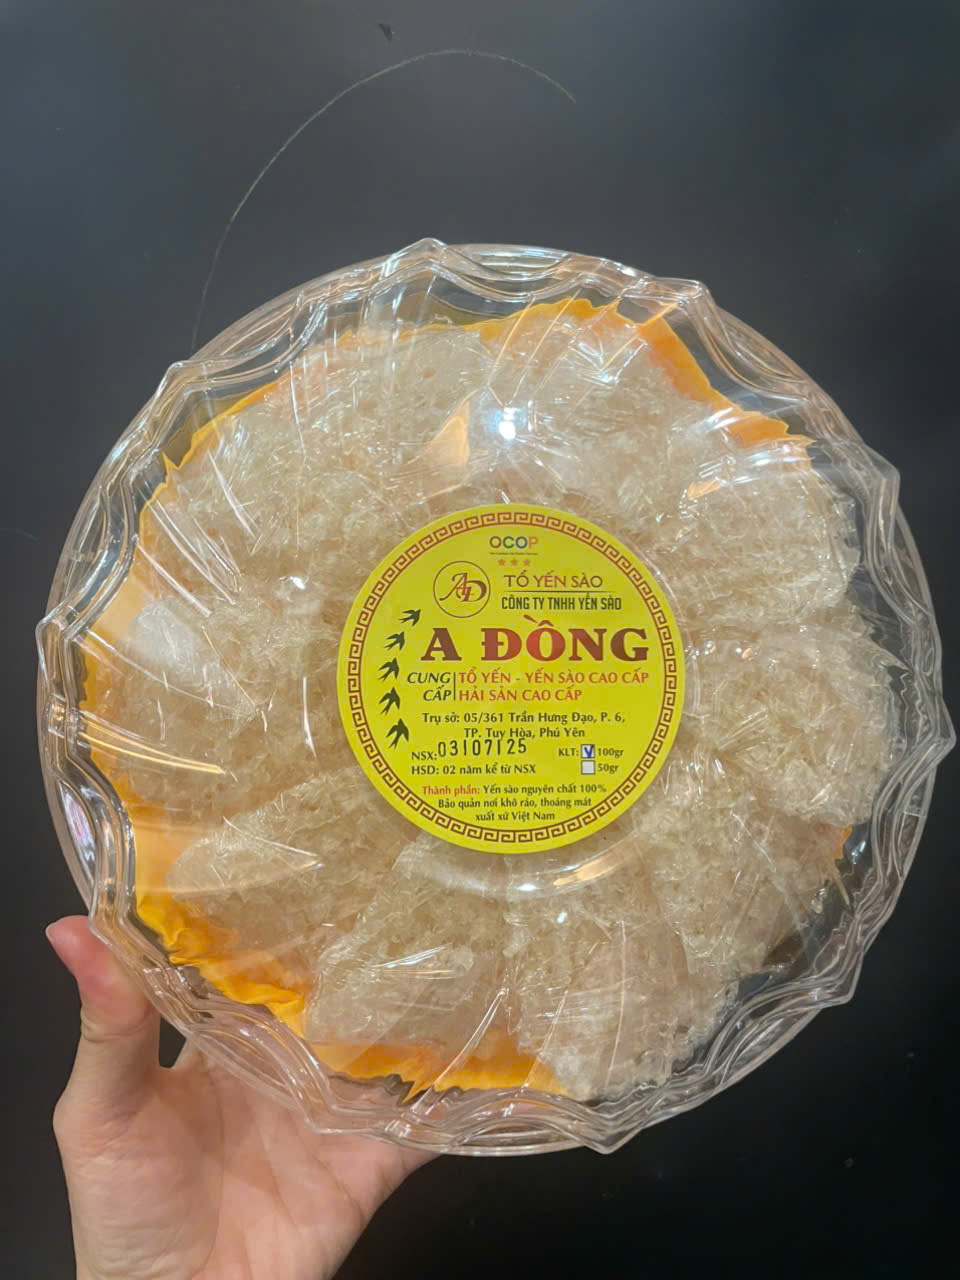 OCOP
AĐ
TỔ YẾN SÀO
CÔNG TY TNHH YẾN SÀO
A ĐỒNG
CUNG CẤP
TỔ YẾN - YẾN SÀO CAO CẤP
HẢI SẢN CAO CẤP
Trụ sở: 05/361 Trần Hưng Đạo, P. 6,
TP. Tuy Hòa, Phú Yên
NSX: 03107125
KLT: 100gr
50gr
HSD: 02 năm kể từ NSX
Thành phần: Yến sào nguyên chất 100%
Bảo quản nơi khô ráo, thoáng mát
xuất xứ Việt Nam